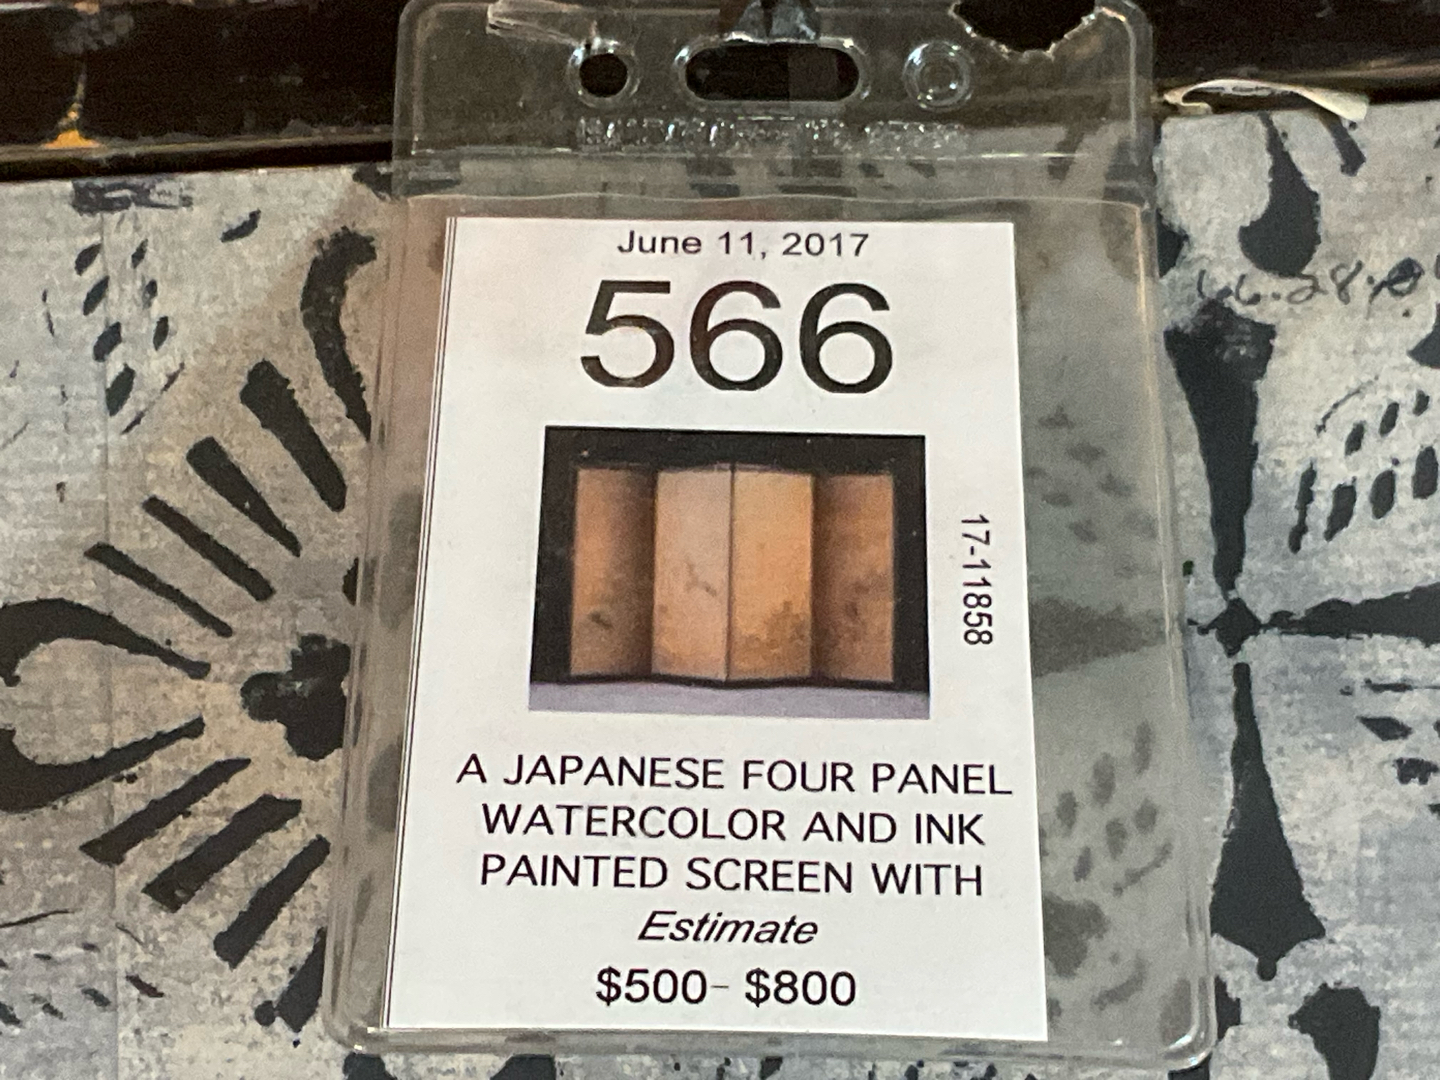 June 11, 2017
566
17-11858
A JAPANESE FOUR PANEL
WATERCOLOR AND INK
PAINTED SCREEN WITH
Estimate
$500- $800